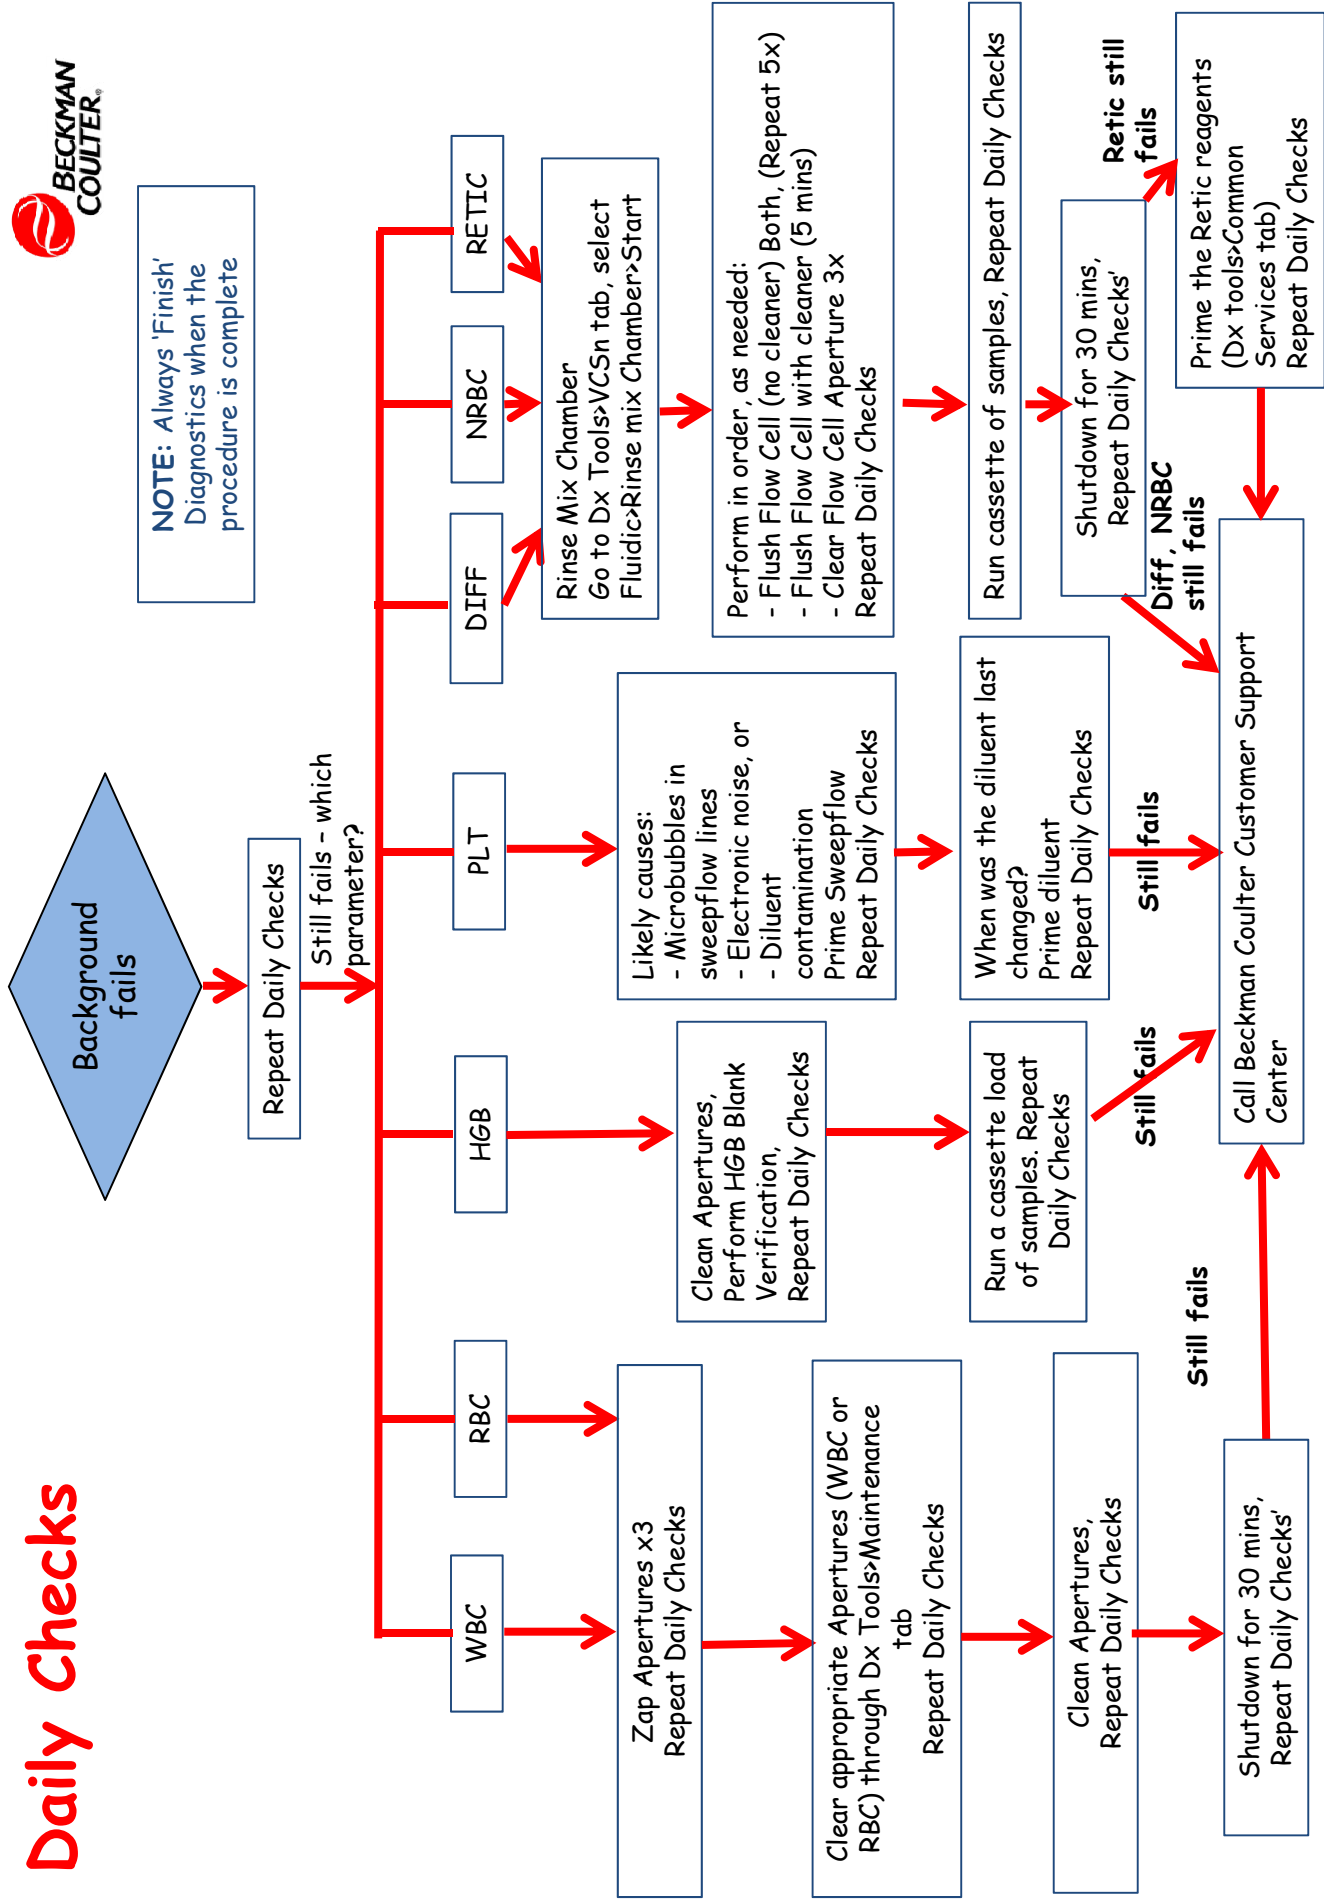 Daily Checks
BECKMAN
COULTER®
NOTE: Always 'Finish'
Diagnostics when the
procedure is complete
Background
fails
Repeat Daily Checks
Still fails - which
parameter?
WBC
RBC
HGB
PLT
DIFF
NRBC
RETIC
Zap Apertures x3
Repeat Daily Checks
Clear appropriate Apertures (WBC or
RBC) through Dx Tools>Maintenance
tab
Repeat Daily Checks
Clean Apertures,
Repeat Daily Checks
Shutdown for 30 mins,
Repeat Daily Checks'
Still fails
Clean Apertures,
Perform HGB Blank
Verification,
Repeat Daily Checks
Run a cassette load
of samples. Repeat
Daily Checks
Still fails
Likely causes:
- Microbubbles in
sweepflow lines
- Electronic noise, or
- Diluent
contamination
Prime Sweepflow
Repeat Daily Checks
When was the diluent last
changed?
Prime diluent
Repeat Daily Checks
Still fails
Rinse Mix Chamber
Go to Dx Tools>VCSn tab, select
Fluidic>Rinse mix Chamber>Start
Perform in order, as needed:
- Flush Flow Cell (no cleaner) Both, (Repeat 5x)
- Flush Flow Cell with cleaner (5 mins)
- Clear Flow Cell Aperture 3x
Repeat Daily Checks
Run cassette of samples, Repeat Daily Checks
Shutdown for 30 mins,
Repeat Daily Checks'
Diff, NRBC
still fails
Retic still
fails
Prime the Retic reagents
(Dx tools>Common
Services tab)
Repeat Daily Checks
Call Beckman Coulter Customer Support
Center